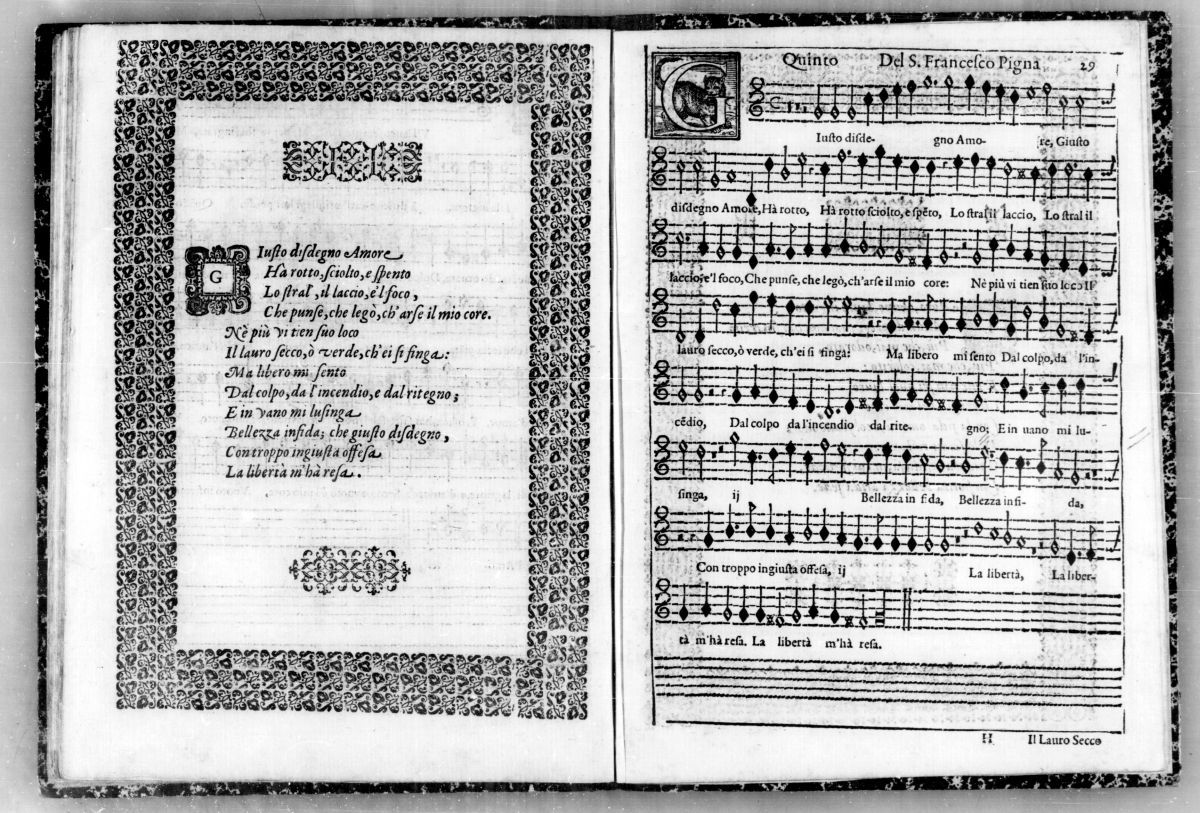 G
Iusto disdegno Amore
Hà rotto, sciolto, e spento
Lo stral', il laccio, e'l foco,
Che punse, che legò, ch'arse il mio core.
Nè più vi tien suo loco
Il lauro secco, ò verde, ch'ei si finga:
Ma libero mi sento
Dal colpo, da l'incendio, e dal ritegno;
E in vano mi lusinga
Bellezza infida; che giusto disdegno,
Con troppo ingiusta offesa
La libertà m'hà resa.
Quinto Del S. Francesco Pigna 29
G
Iusto disde- gno Amo- re, Giusto
disdegno Amore, Hà rotto, Hà rotto sciolto, e spēto, Lo stral il laccio, Lo stral il
laccio, e'l foco, Che punse, che legò, ch'arse il mio core: Nè più vi tien suo loco Il
lauro secco, ò verde, ch'ei si finga: Ma libero mi sento Dal colpo, da l'in-
cēdio, Dal colpo da l'incendio dal rite- gno; E in uano mi lu-
singa, ij Bellezza in fida, Bellezza infi- da,
Con troppo ingiusta offesa, ij La libertà, La liber-
tà m'hà resa. La libertà m'hà resa.
H Il Lauro Secco